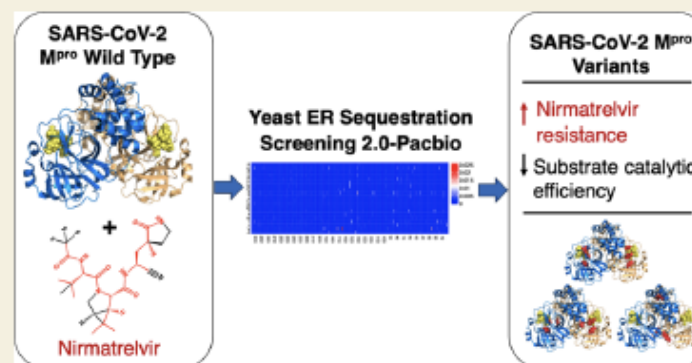 SARS-CoV-2
Mpro Wild Type
+
Nirmatrelvir
Yeast ER Sequestration
Screening 2.0-Pacbio
SARS-CoV-2 Mpro
Variants
↑ Nirmatrelvir
resistance
↓ Substrate catalytic
efficiency